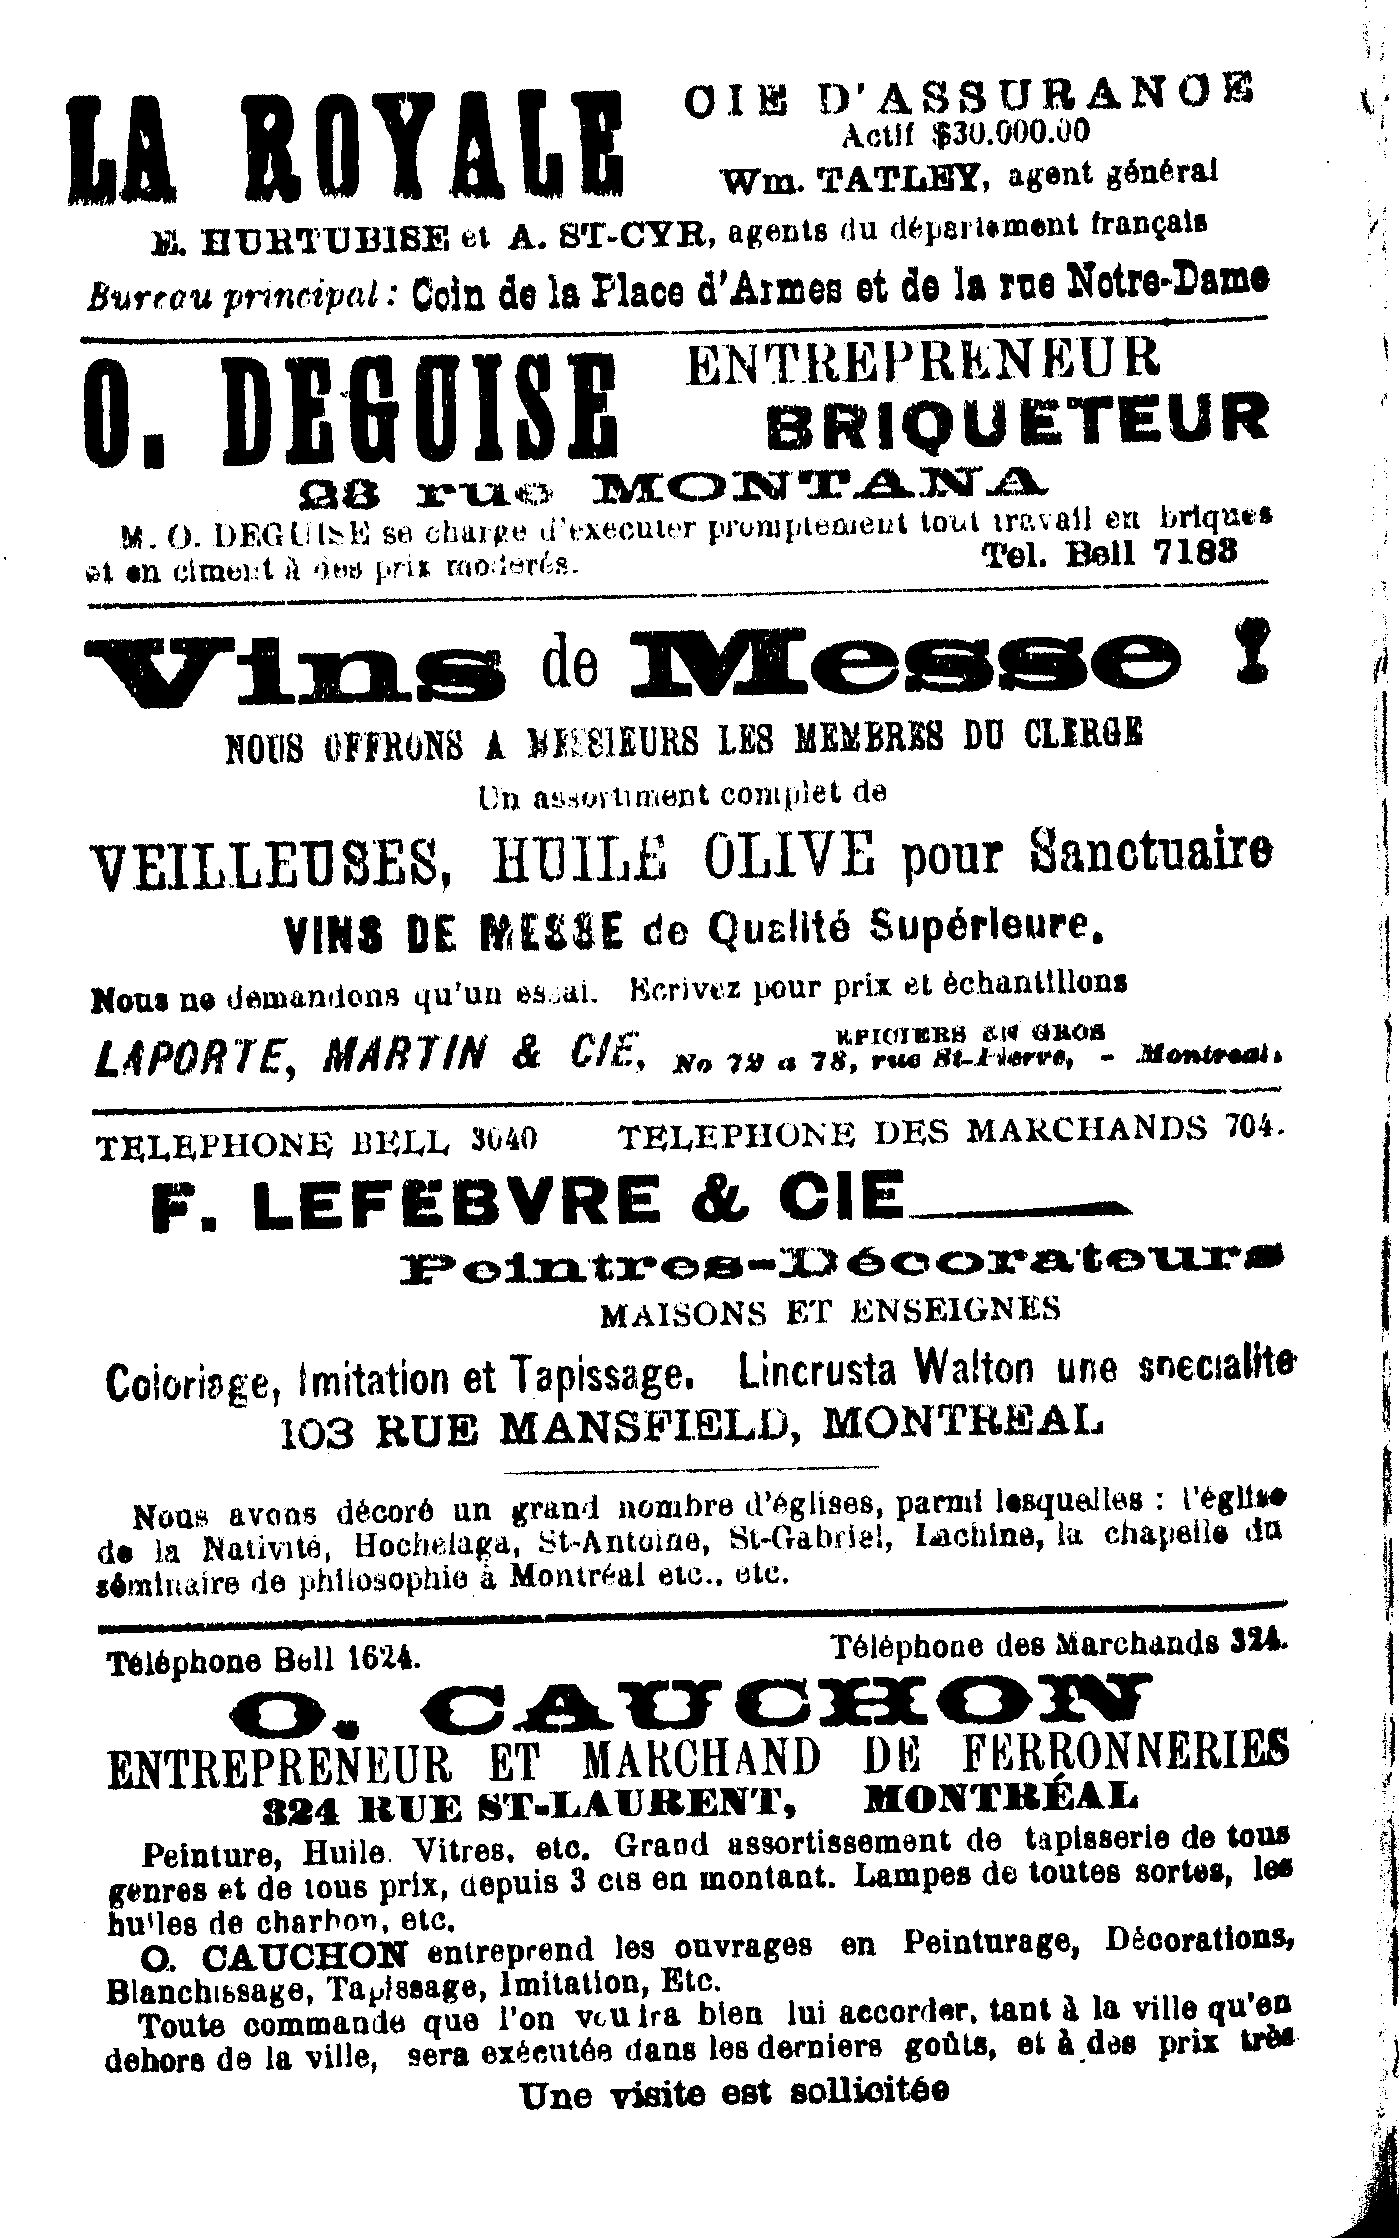 LA ROYALE CIE D'ASSURANCE
Actif $30.000.00
Wm. TATLEY, agent général
E. HURTUBISE et A. ST-CYR, agents du département français
Bureau principal : Coin de la Place d'Armes et de la rue Notre-Dame
O. DEGUISE ENTREPRENEUR
BRIQUETEUR
28 rue MONTANA
M. O. DEGUISE se charge d'executer promptement tout travail en briques
et en ciment à des prix moderés. Tel. Bell 7183
Vins de Messe !
NOUS OFFRONS A MESSIEURS LES MEMBRES DU CLERGE
Un assortiment complet de
VEILLEUSES, HUILE OLIVE pour Sanctuaire
VINS DE MESSE de Qualité Supérieure.
Nous ne demandons qu'un essai. Ecrivez pour prix et échantillons
LAPORTE, MARTIN & CIE, EPICIERS EN GROS
No 72 a 78, rue St-Pierre, - Montreal.
TELEPHONE BELL 3040 TELEPHONE DES MARCHANDS 704.
F. LEFEBVRE & CIE
Peintres-Décorateurs
MAISONS ET ENSEIGNES
Coloriage, Imitation et Tapissage. Lincrusta Walton une specialite
103 RUE MANSFIELD, MONTREAL
Nous avons décoré un grand nombre d'églises, parmi lesquelles : l'église
de la Nativité, Hochelaga, St-Antoine, St-Gabriel, Lachine, la chapelle du
séminaire de philosophie à Montréal etc., etc.
Téléphone Bell 1624. Téléphone des Marchands 324.
O. CAUCHON
ENTREPRENEUR ET MARCHAND DE FERRONNERIES
324 RUE ST-LAURENT, MONTRÉAL
Peinture, Huile. Vitres, etc. Grand assortissement de tapisserie de tous
genres et de tous prix, depuis 3 cts en montant. Lampes de toutes sortes, les
huiles de charbon, etc.
O. CAUCHON entreprend les ouvrages en Peinturage, Décorations,
Blanchissage, Tapissage, Imitation, Etc.
Toute commande que l'on voudra bien lui accorder, tant à la ville qu'en
dehors de la ville, sera exécutée dans les derniers goûts, et à des prix très
Une visite est sollicitée